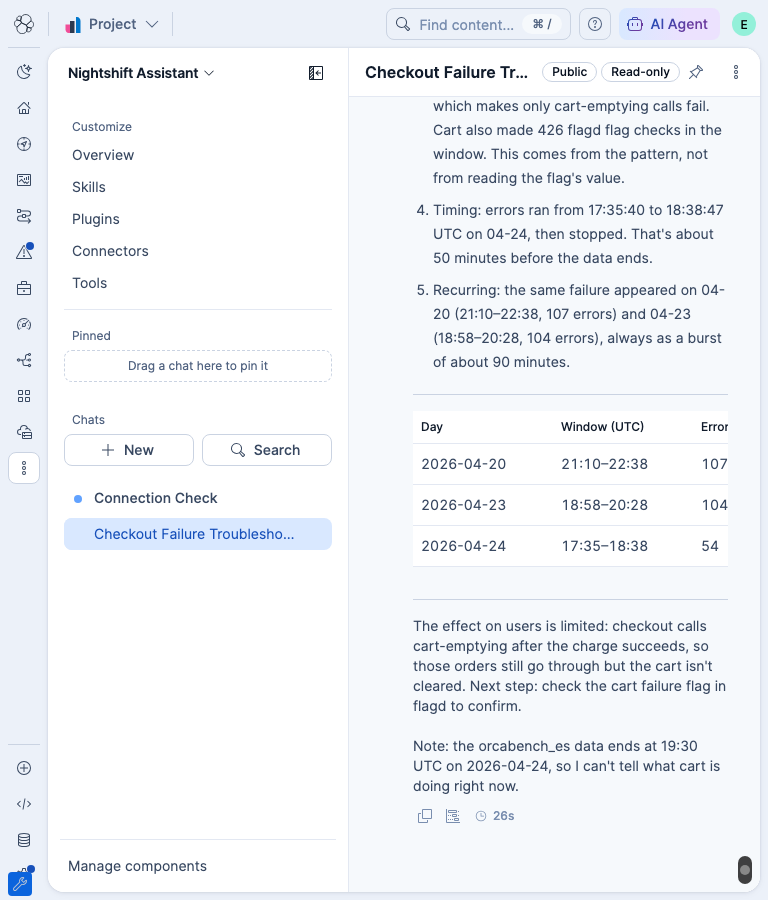 Project
Find content...
⌘ /
AI Agent
E
Nightshift Assistant
Customize
Overview
Skills
Plugins
Connectors
Tools
Pinned
Drag a chat here to pin it
Chats
New
Search
Connection Check
Checkout Failure Troublesho...
Manage components
Checkout Failure Tr...
Public
Read-only
which makes only cart-emptying calls fail.
Cart also made 426 flagd flag checks in the
window. This comes from the pattern, not
from reading the flag's value.
4. Timing: errors ran from 17:35:40 to 18:38:47
UTC on 04-24, then stopped. That's about
50 minutes before the data ends.
5. Recurring: the same failure appeared on 04-
20 (21:10–22:38, 107 errors) and 04-23
(18:58–20:28, 104 errors), always as a burst
of about 90 minutes.
Day Window (UTC) Error
2026-04-20 21:10–22:38 107
2026-04-23 18:58–20:28 104
2026-04-24 17:35–18:38 54
The effect on users is limited: checkout calls
cart-emptying after the charge succeeds, so
those orders still go through but the cart isn't
cleared. Next step: check the cart failure flag in
flagd to confirm.
Note: the orcabench_es data ends at 19:30
UTC on 2026-04-24, so I can't tell what cart is
doing right now.
26s